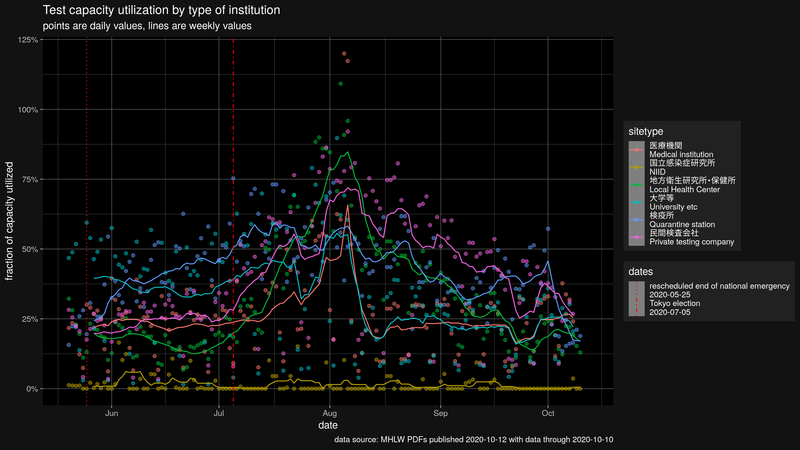 Test capacity utilization by type of institution
points are daily values, lines are weekly values
125%
100%
75%
50%
25%
0%
fraction of capacity utilized
Jun
Jul
Aug
Sep
Oct
date
sitetype
医療機関
Medical institution
国立感染症研究所
NIID
地方衛生研究所・保健所
Local Health Center
大学等
University etc
検疫所
Quarantine station
民間検査会社
Private testing company
dates
rescheduled end of national emergency
2020-05-25
Tokyo election
2020-07-05
data source: MHLW PDFs published 2020-10-12 with data through 2020-10-10